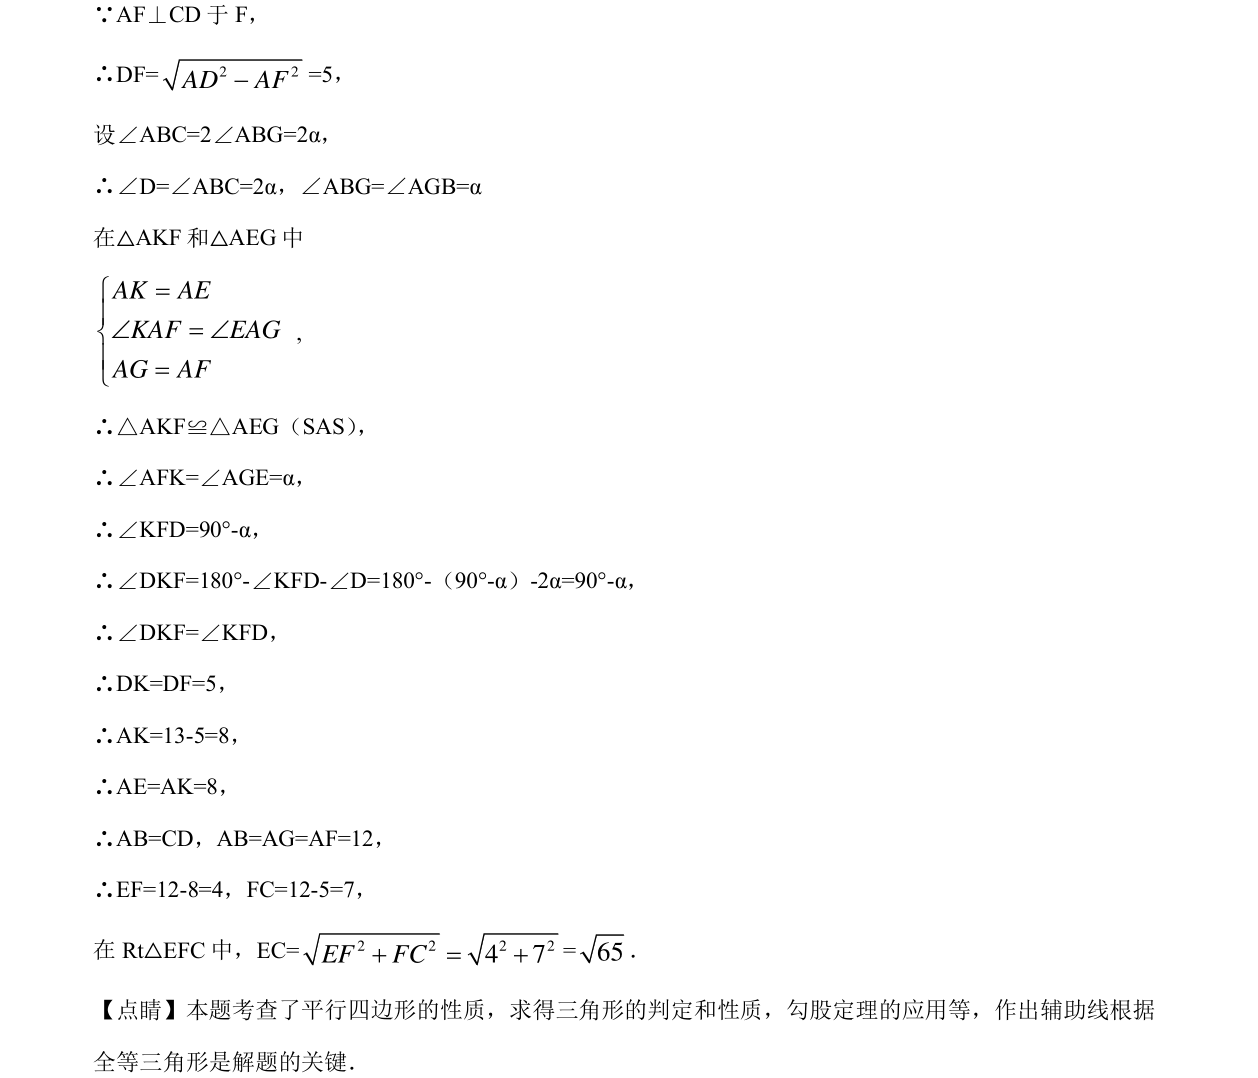 ∵AF⊥CD 于 F，
∴DF=√(AD²－AF²) =5，
设∠ABC=2∠ABG=2α，
∴∠D=∠ABC=2α，∠ABG=∠AGB=α
在△AKF 和△AEG 中
{AK = AE
∠KAF = ∠EAG ，
AG = AF
∴△AKF≌△AEG（SAS），
∴∠AFK=∠AGE=α，
∴∠KFD=90°-α，
∴∠DKF=180°-∠KFD-∠D=180°-（90°-α）-2α=90°-α，
∴∠DKF=∠KFD，
∴DK=DF=5，
∴AK=13-5=8，
∴AE=AK=8，
∴AB=CD，AB=AG=AF=12，
∴EF=12-8=4，FC=12-5=7，
在 Rt△EFC 中，EC=√(EF²+FC²) = √(4²+7²) =√65．
【点睛】本题考查了平行四边形的性质，求得三角形的判定和性质，勾股定理的应用等，作出辅助线根据
全等三角形是解题的关键．